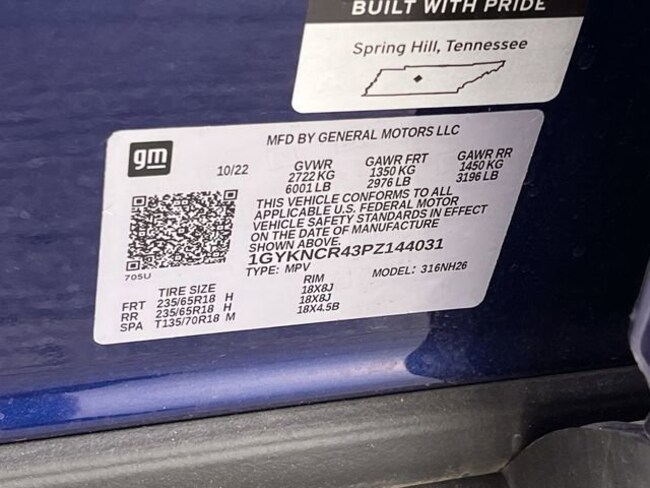 BUILT WITH PRIDE
Spring Hill, Tennessee
gm
MFD BY GENERAL MOTORS LLC
10/22
GVWR GAWR FRT GAWR RR
2722 KG 1350 KG 1450 KG
6001 LB 2976 LB 3196 LB
THIS VEHICLE CONFORMS TO ALL
APPLICABLE U.S. FEDERAL MOTOR
VEHICLE SAFETY STANDARDS IN EFFECT
ON THE DATE OF MANUFACTURE
SHOWN ABOVE.
1GYKNCR43PZ144031
TYPE: MPV MODEL: 316NH26
705U
TIRE SIZE RIM
FRT 235/65R18 H 18X8J
RR 235/65R18 H 18X8J
SPA T135/70R18 M 18X4.5B